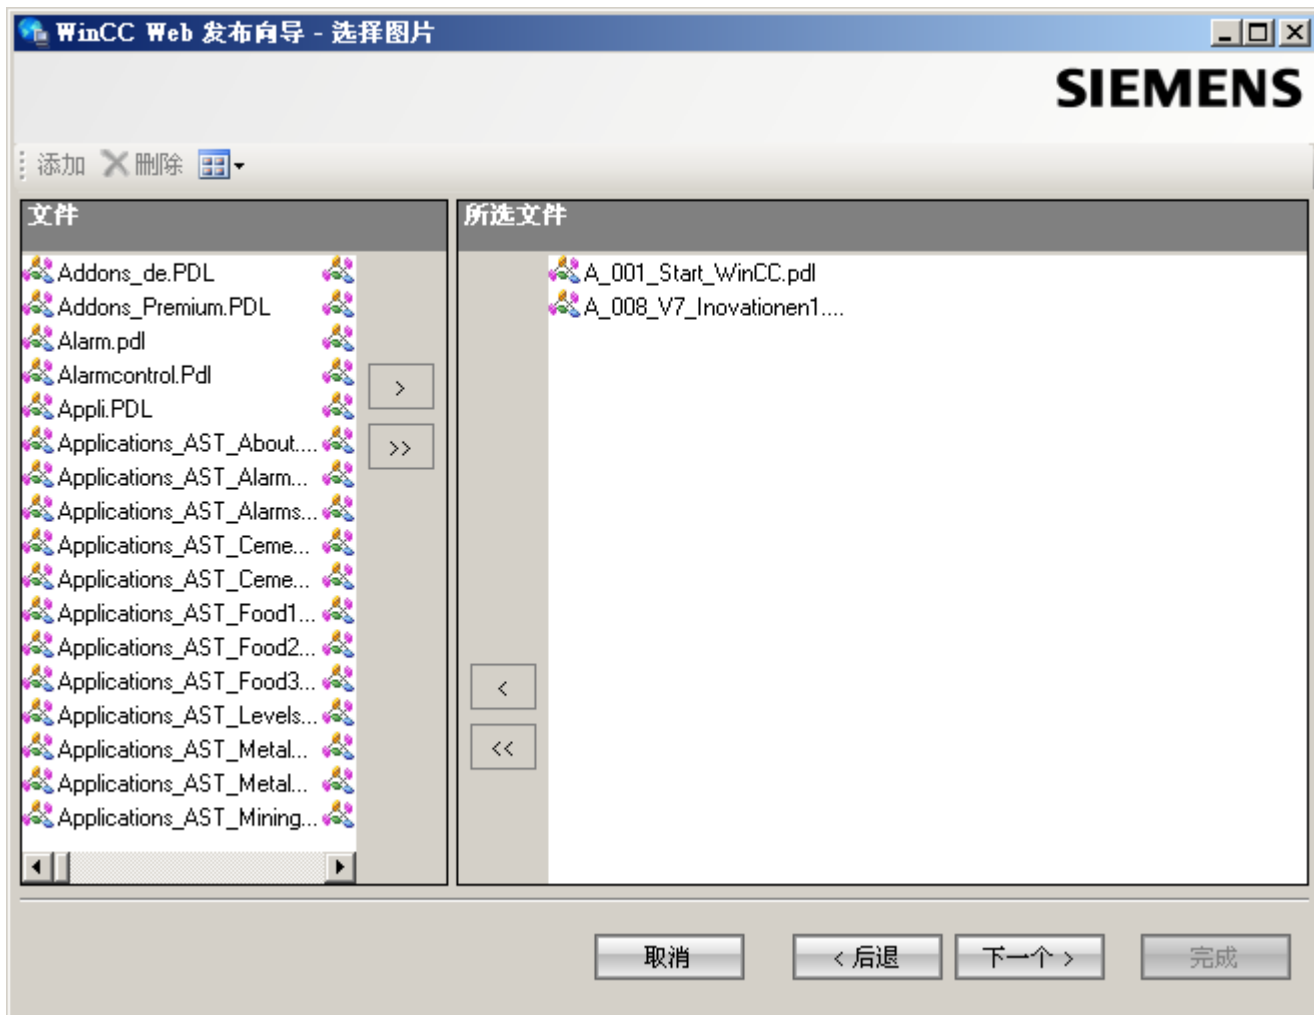 WinCC Web 发布向导 - 选择图片
SIEMENS
添加 删除
文件
Addons_de.PDL
Addons_Premium.PDL
Alarm.pdl
Alarmcontrol.Pdl
Appli.PDL
Applications_AST_About....
Applications_AST_Alarm...
Applications_AST_Alarms...
Applications_AST_Ceme...
Applications_AST_Ceme...
Applications_AST_Food1...
Applications_AST_Food2...
Applications_AST_Food3...
Applications_AST_Levels...
Applications_AST_Metal...
Applications_AST_Metal...
Applications_AST_Mining...
>
>>
所选文件
A_001_Start_WinCC.pdl
A_008_V7_Inovationen1....
<
<<
取消 < 后退 下一个 > 完成